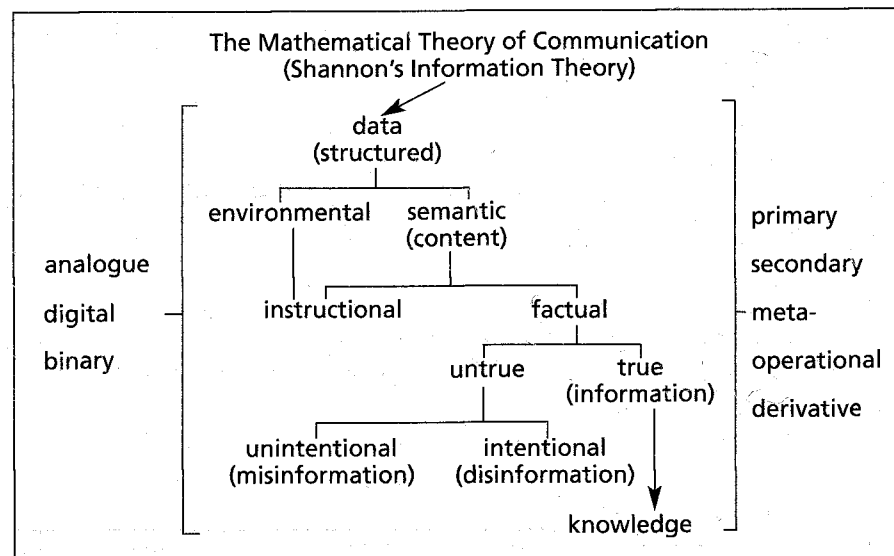 The Mathematical Theory of Communication
(Shannon's Information Theory)
data
(structured)
environmental
semantic
(content)
instructional
factual
untrue
true
(information)
unintentional
(misinformation)
intentional
(disinformation)
knowledge
analogue
digital
binary
primary
secondary
meta-
operational
derivative